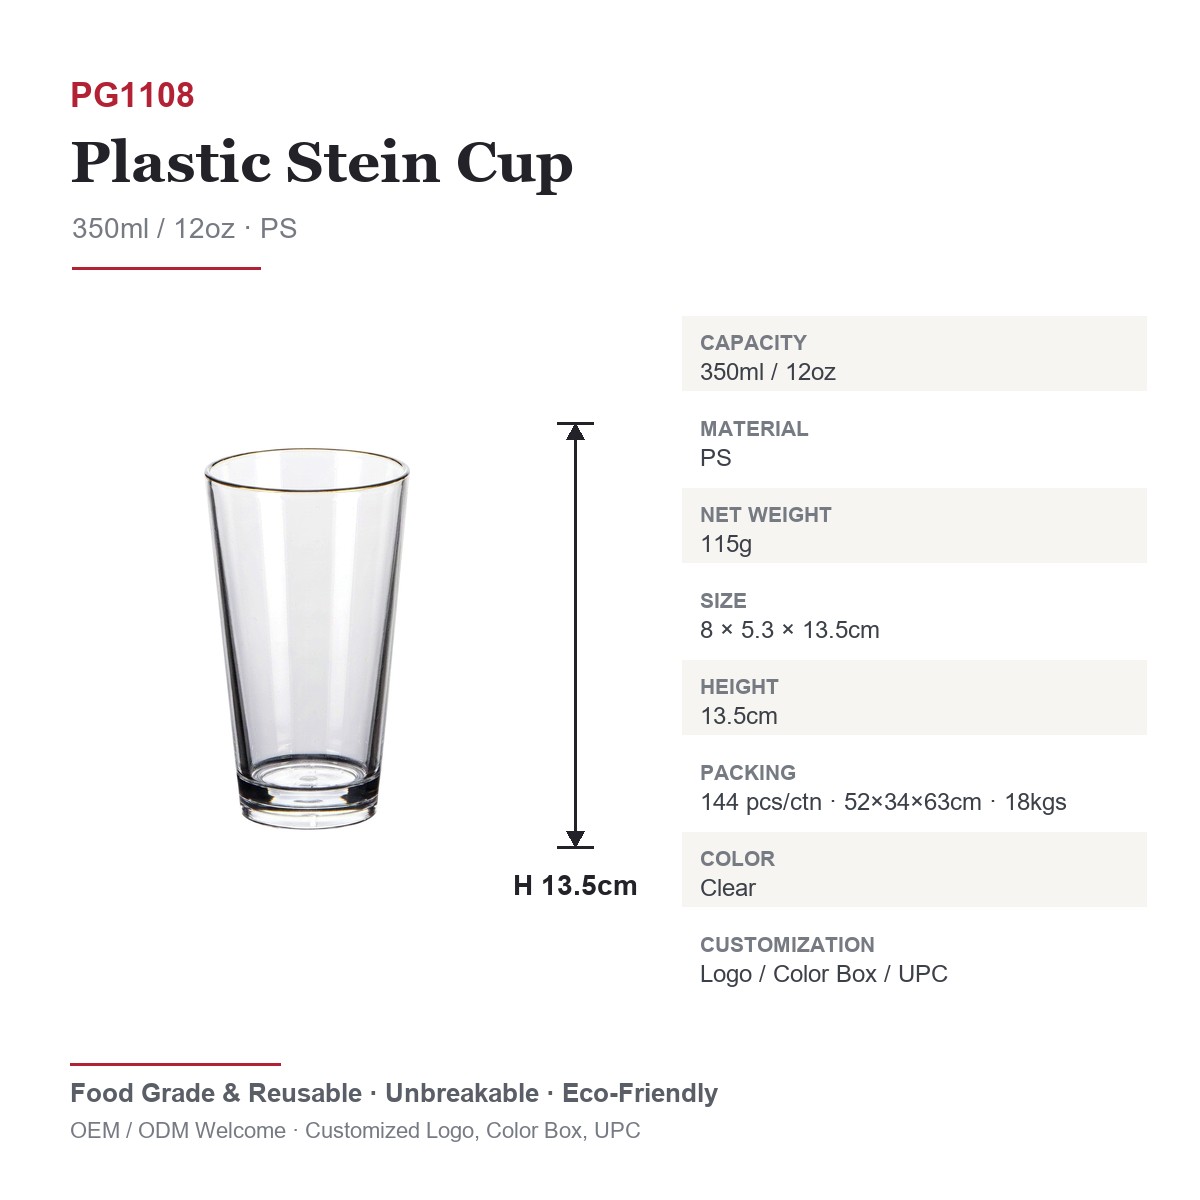 PG1108
Plastic Stein Cup
350ml / 12oz · PS
CAPACITY
350ml / 12oz
MATERIAL
PS
NET WEIGHT
115g
SIZE
8 × 5.3 × 13.5cm
HEIGHT
13.5cm
PACKING
144 pcs/ctn · 52×34×63cm · 18kgs
COLOR
Clear
CUSTOMIZATION
Logo / Color Box / UPC
H 13.5cm
Food Grade & Reusable · Unbreakable · Eco-Friendly
OEM / ODM Welcome · Customized Logo, Color Box, UPC